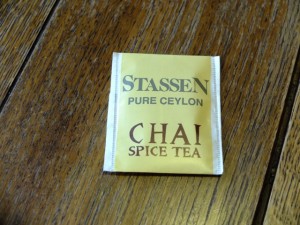 STASSEN
PURE CEYLON
CHAI
SPICE TEA